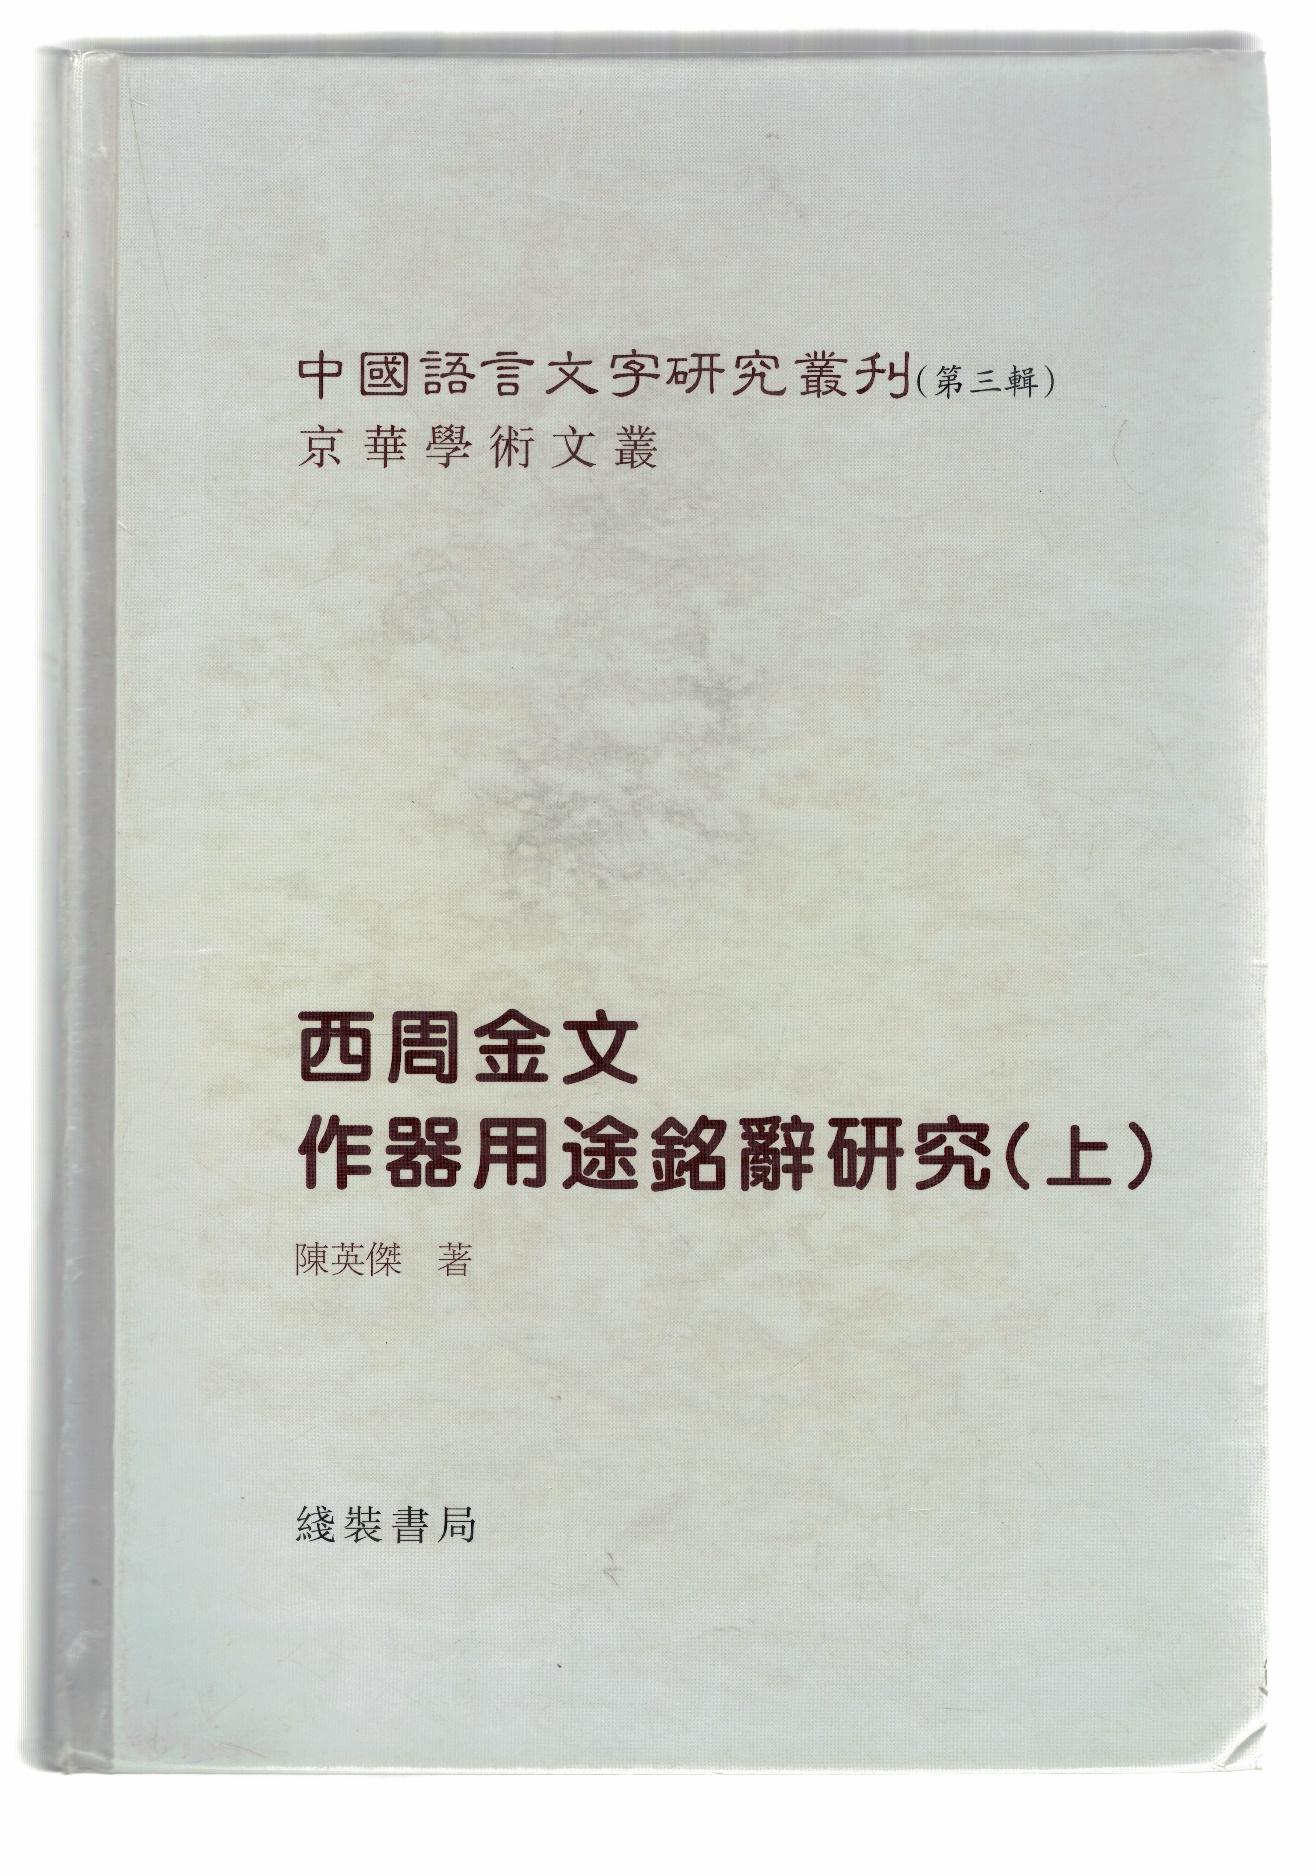 中國語言文字研究叢刊(第三輯)
京華學術文叢
西周金文
作器用途銘辭研究(上)
陳英傑 著
綫裝書局